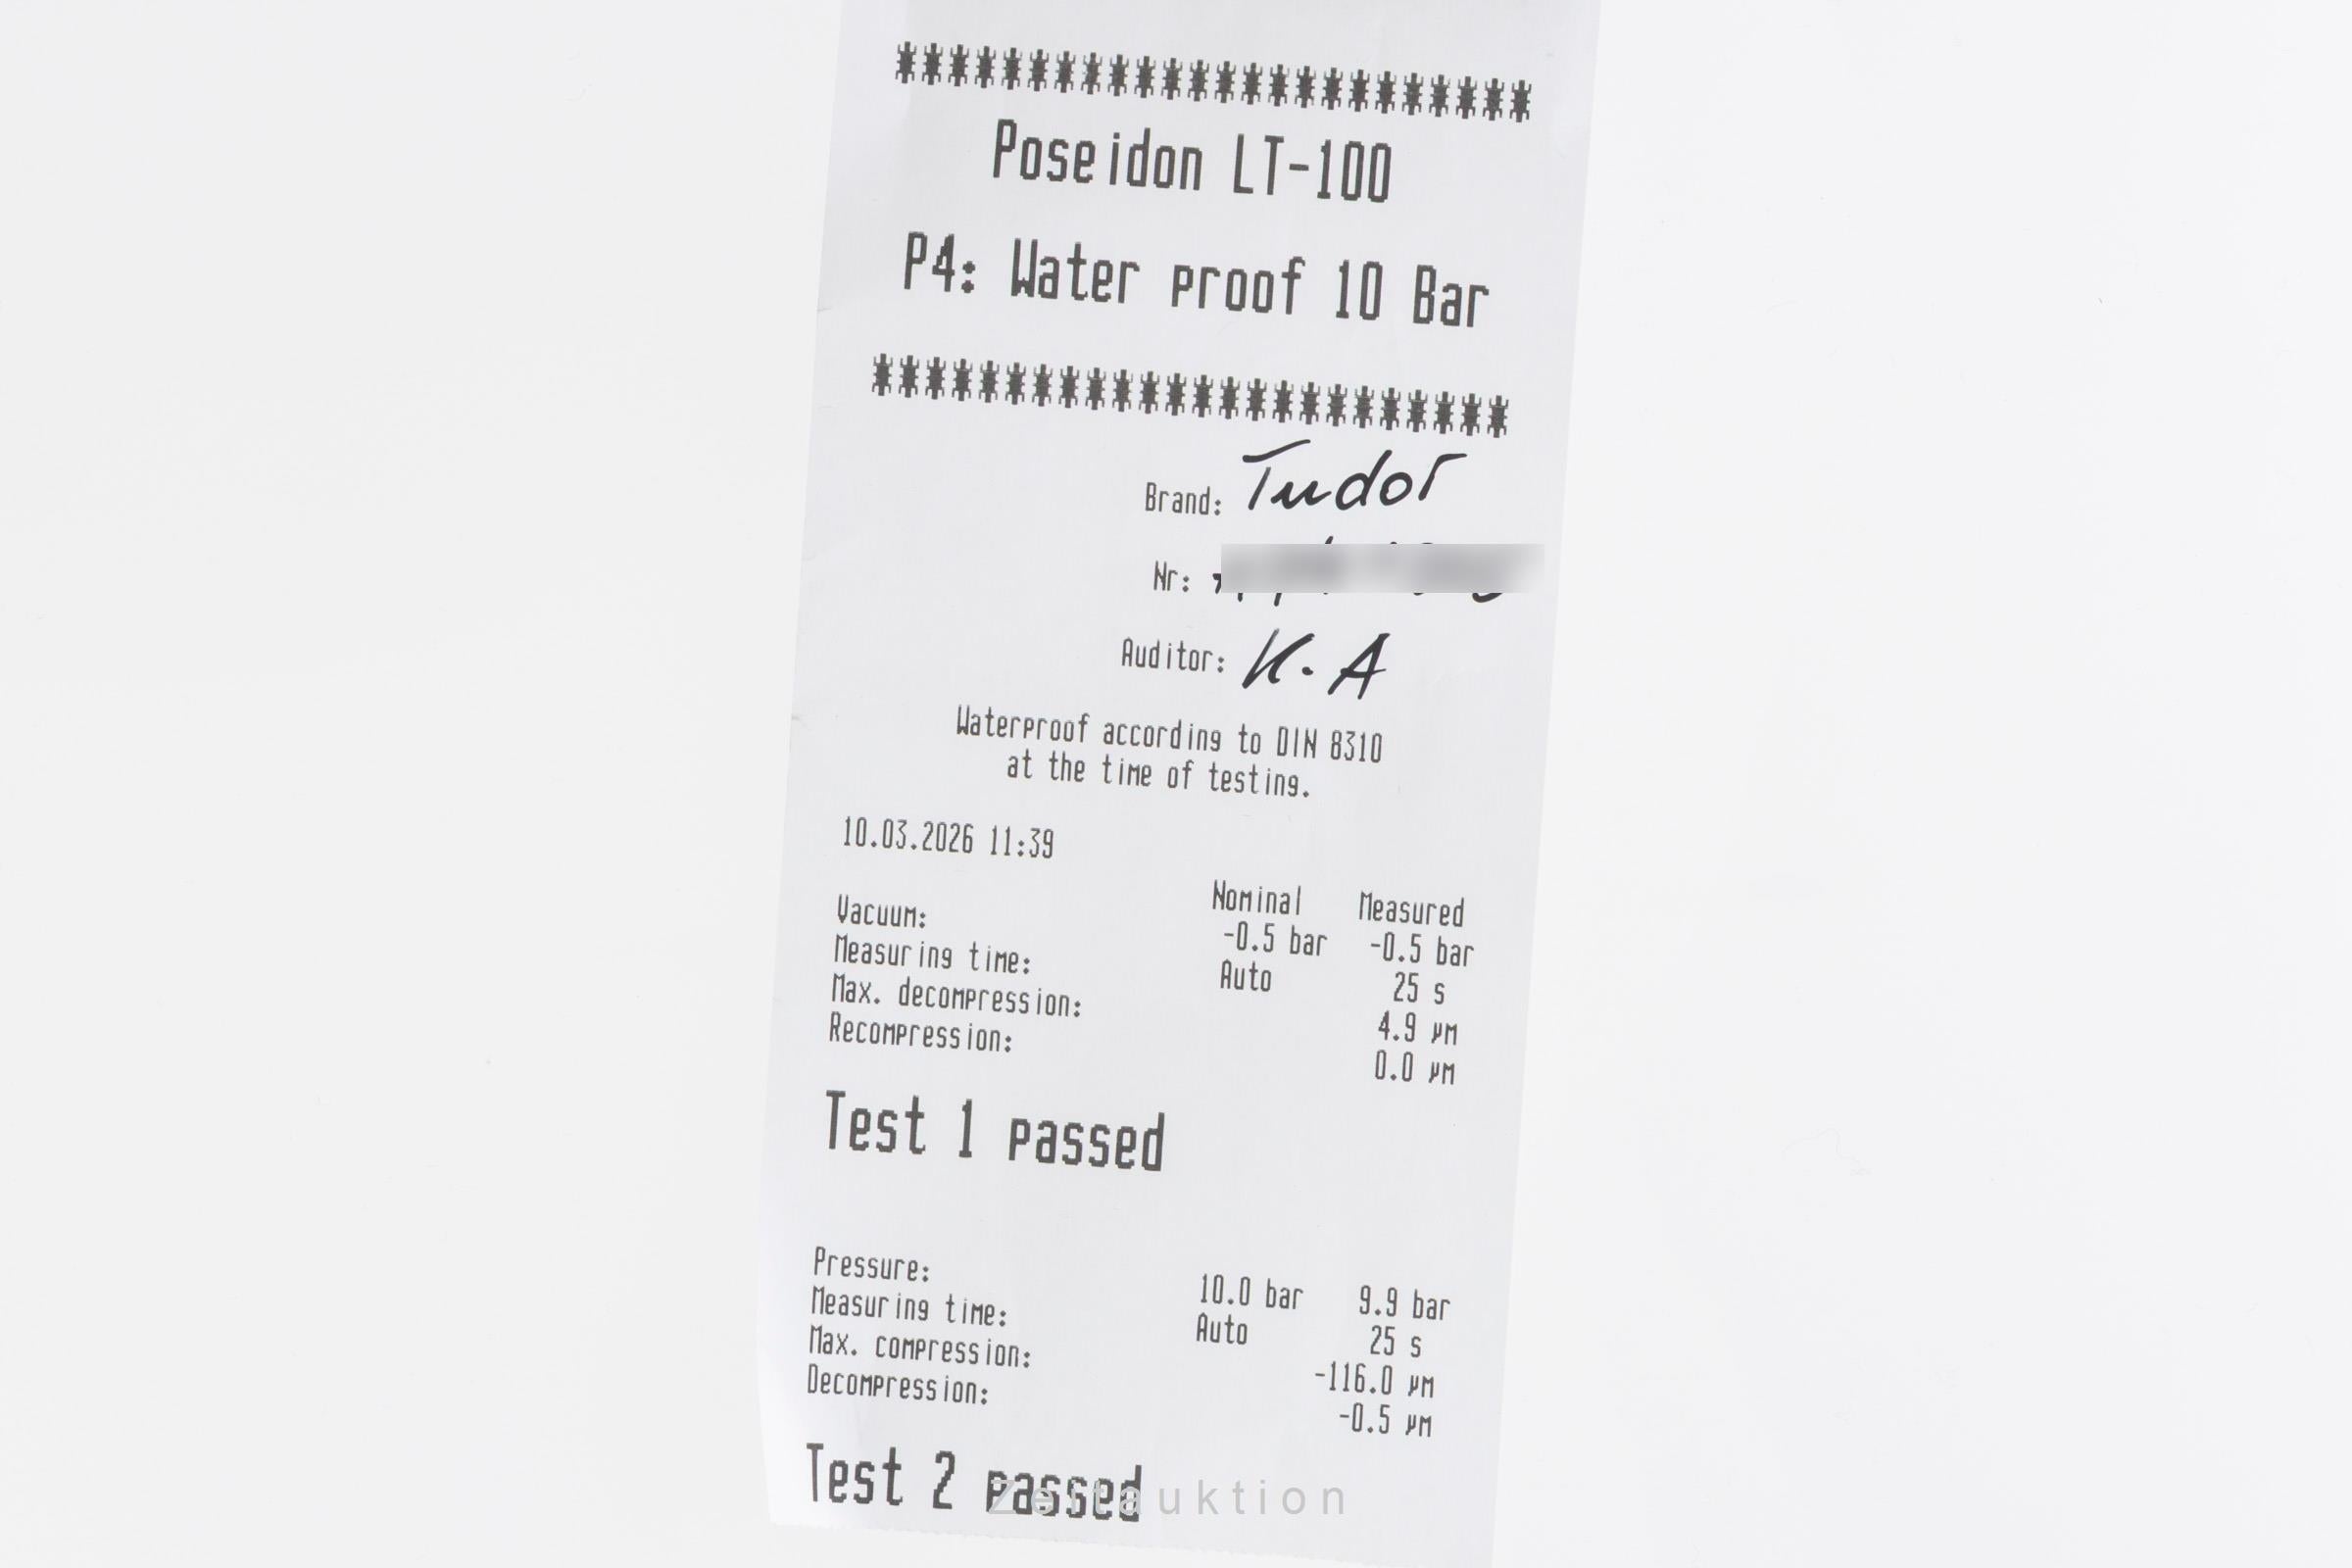 ************************
Poseidon LT-100
P4: Water proof 10 Bar
************************
Brand: Tudor
Nr:
Auditor: K.A
Waterproof according to DIN 8310
at the time of testing.
10.03.2026 11:39
Nominal Measured
Vacuum: -0.5 bar -0.5 bar
Measuring time: Auto 25 s
Max. decompression: 4.9 µm
Recompression: 0.0 µm
Test 1 passed
Pressure: 10.0 bar 9.9 bar
Measuring time: Auto 25 s
Max. compression: -116.0 µm
Decompression: -0.5 µm
Test 2 passed
Zeitauktion